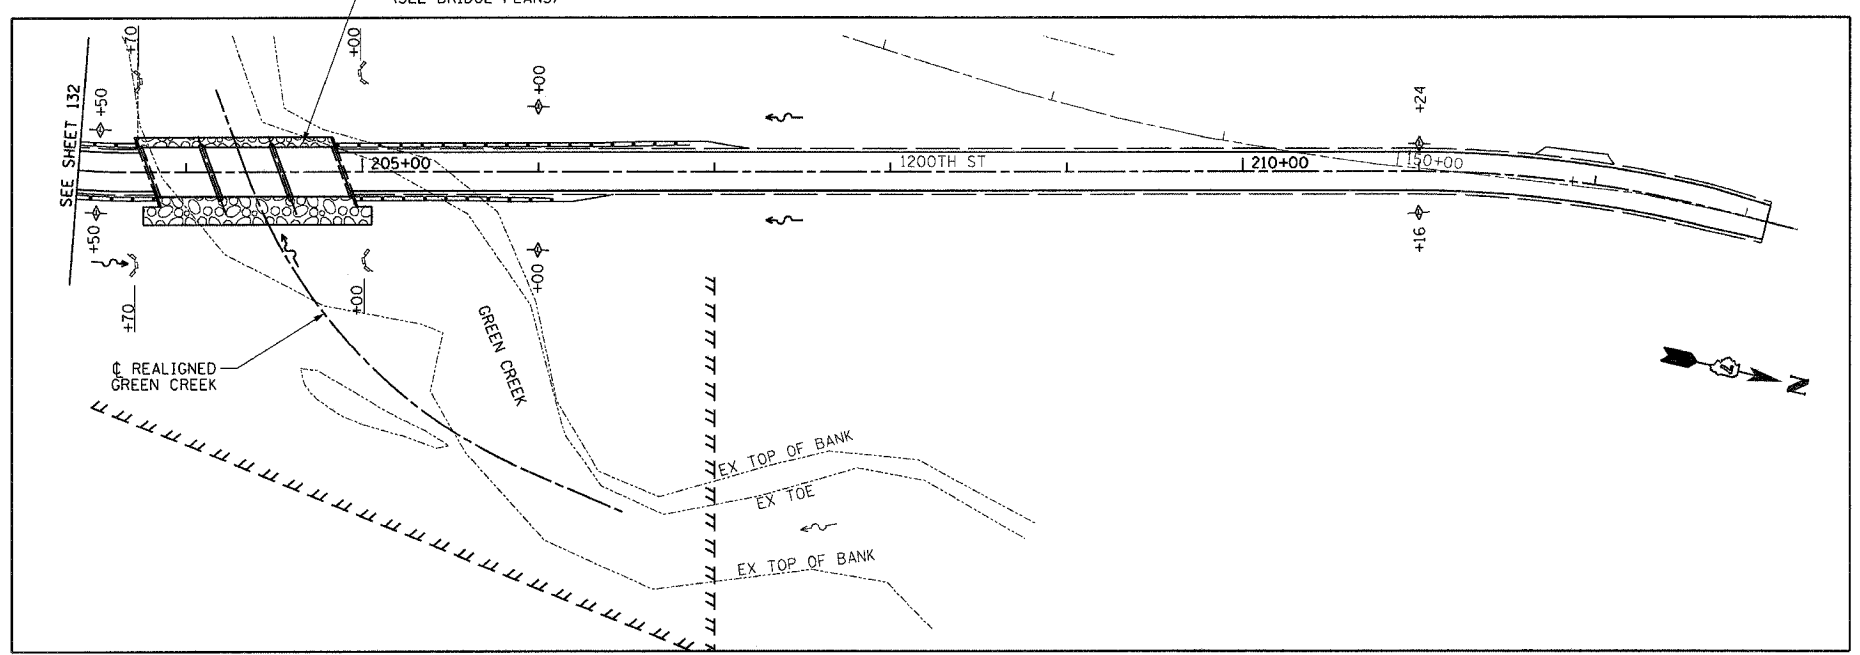 (SEE BRIDGE PLANS)
SEE SHEET 132
+70
+50
+00
+00
+24
205+00
1200TH ST
210+00
150+00
+50
+70
+00
+00
+16
℄ REALIGNED
GREEN CREEK
GREEN CREEK
N
EX TOP OF BANK
EX TOE
EX TOP OF BANK